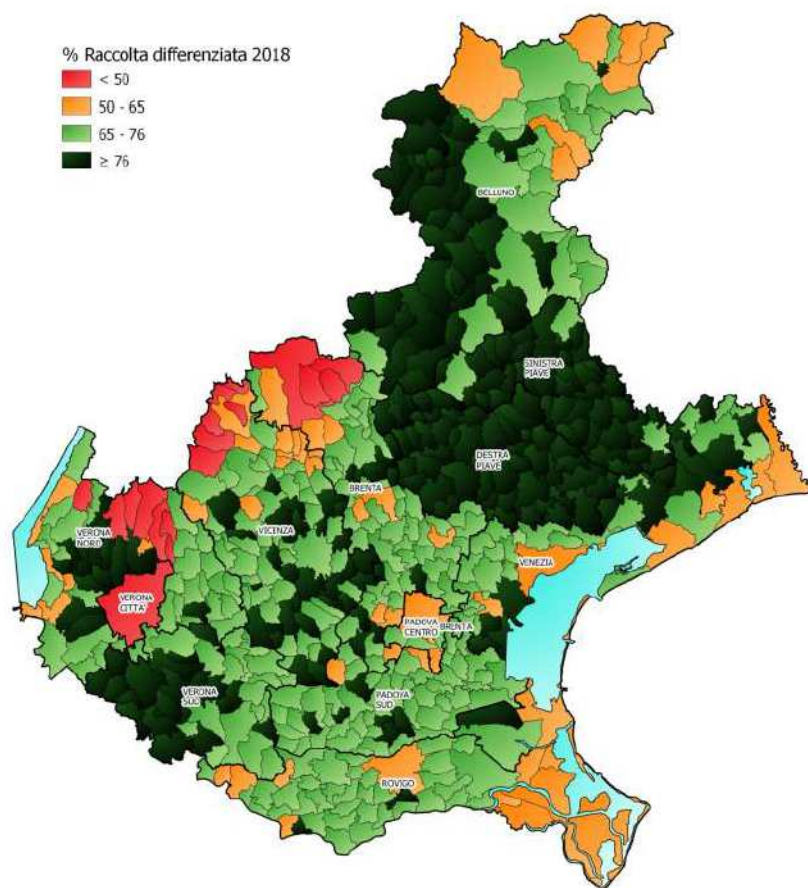 % Raccolta differenziata 2018
< 50
50 - 65
65 - 76
≥ 76
BELLUNO
SINISTRA
PIAVE
DESTRA
PIAVE
BRENTA
VICENZA
VERONA
NORD
VENEZIA
VERONA
CITTA'
PADOVA
CENTRO
BRENTA
VERONA
SUD
PADOVA
SUD
ROVIGO